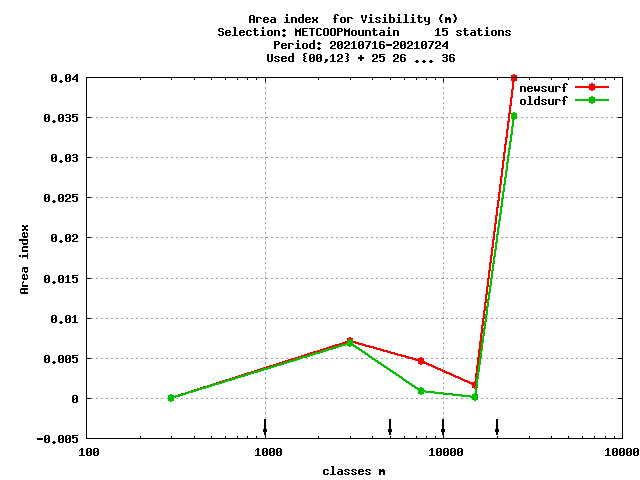 Area index  for Visibility (m)
Selection: METCOOPMountain     15 stations
Period: 20210716-20210724
Used {00,12} + 25 26 ... 36
0.04
newsurf
oldsurf
0.035
0.03
0.025
0.02
0.015
0.01
0.005
0
-0.005
Area index
100
1000
10000
10000
classes m